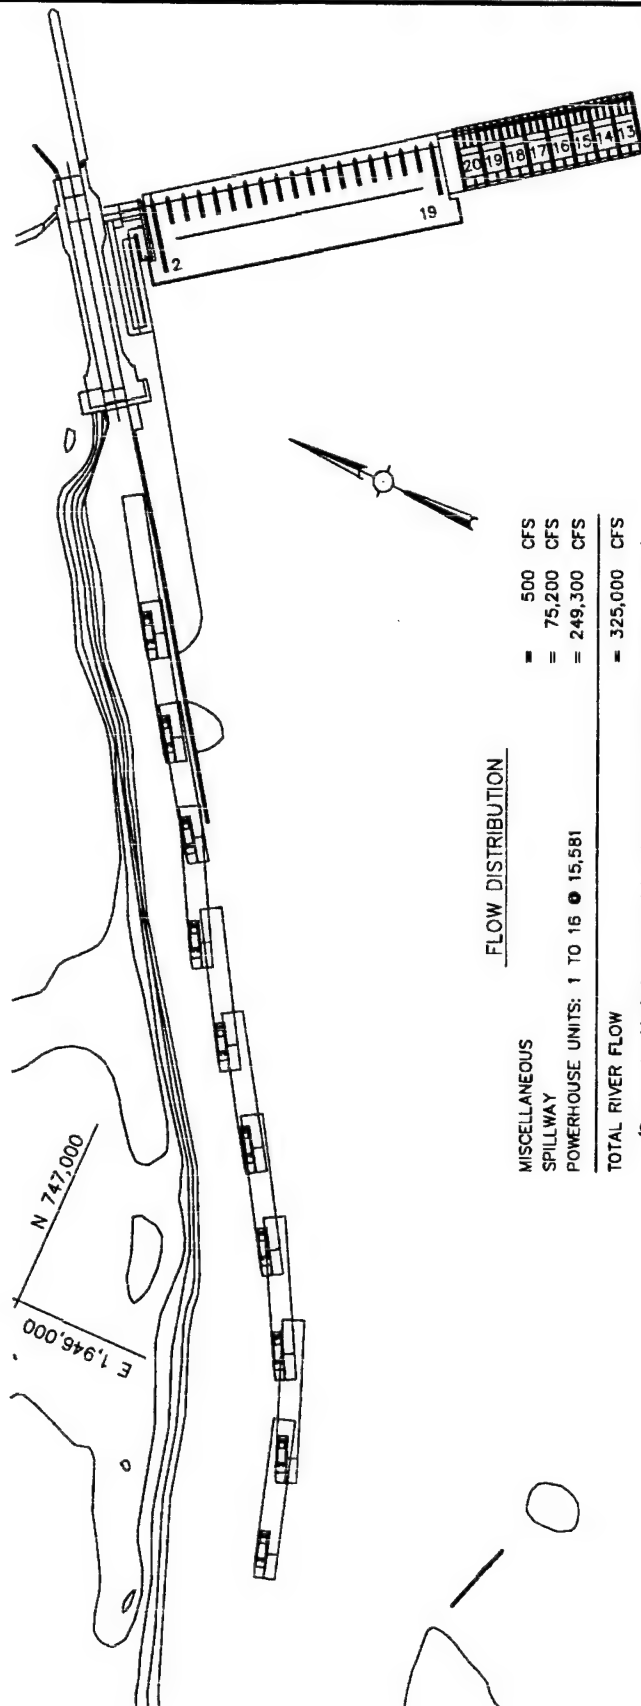 2
19
20 19 18 17 16 15 14 13
N 747,000
E 1,946,000
FLOW DISTRIBUTION
MISCELLANEOUS = 500 CFS
SPILLWAY = 75,200 CFS
POWERHOUSE UNITS: 1 TO 16 @ 15,581 = 249,300 CFS
TOTAL RIVER FLOW = 325,000 CFS